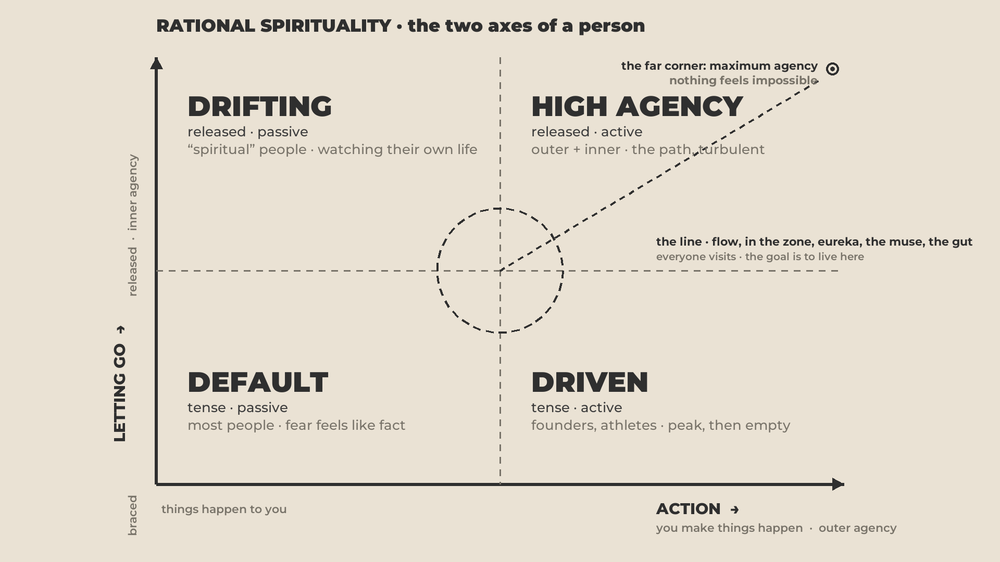 RATIONAL SPIRITUALITY · the two axes of a person
the far corner: maximum agency
nothing feels impossible
DRIFTING
released · passive
“spiritual” people · watching their own life
HIGH AGENCY
released · active
outer + inner · the path, turbulent
released · inner agency
the line · flow, in the zone, eureka, the muse, the gut
everyone visits · the goal is to live here
LETTING GO →
DEFAULT
tense · passive
most people · fear feels like fact
DRIVEN
tense · active
founders, athletes · peak, then empty
braced
things happen to you
ACTION →
you make things happen · outer agency